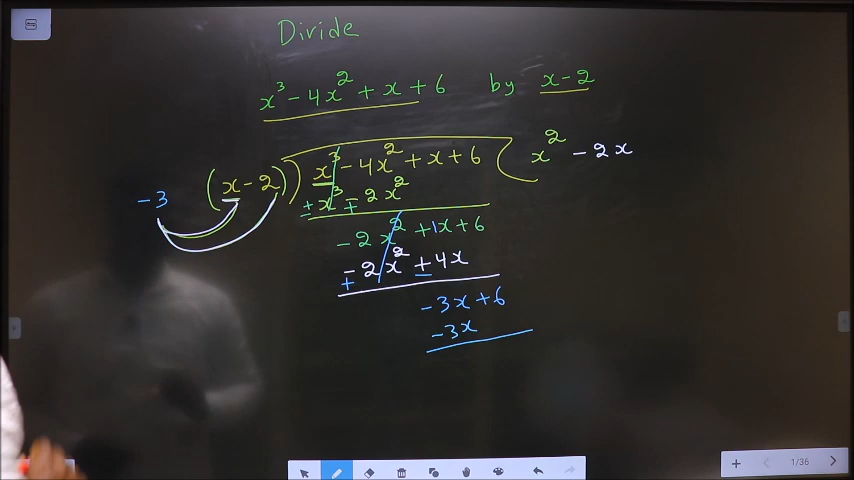 Divide
x³ - 4x² + x + 6 by x - 2
-3 (x - 2) ) x³ - 4x² + x + 6 ( x² - 2x
± x³ ∓ 2x²
- 2x² + 1x + 6
- 2x² + 4x
+ -
- 3x + 6
- 3x
1/36